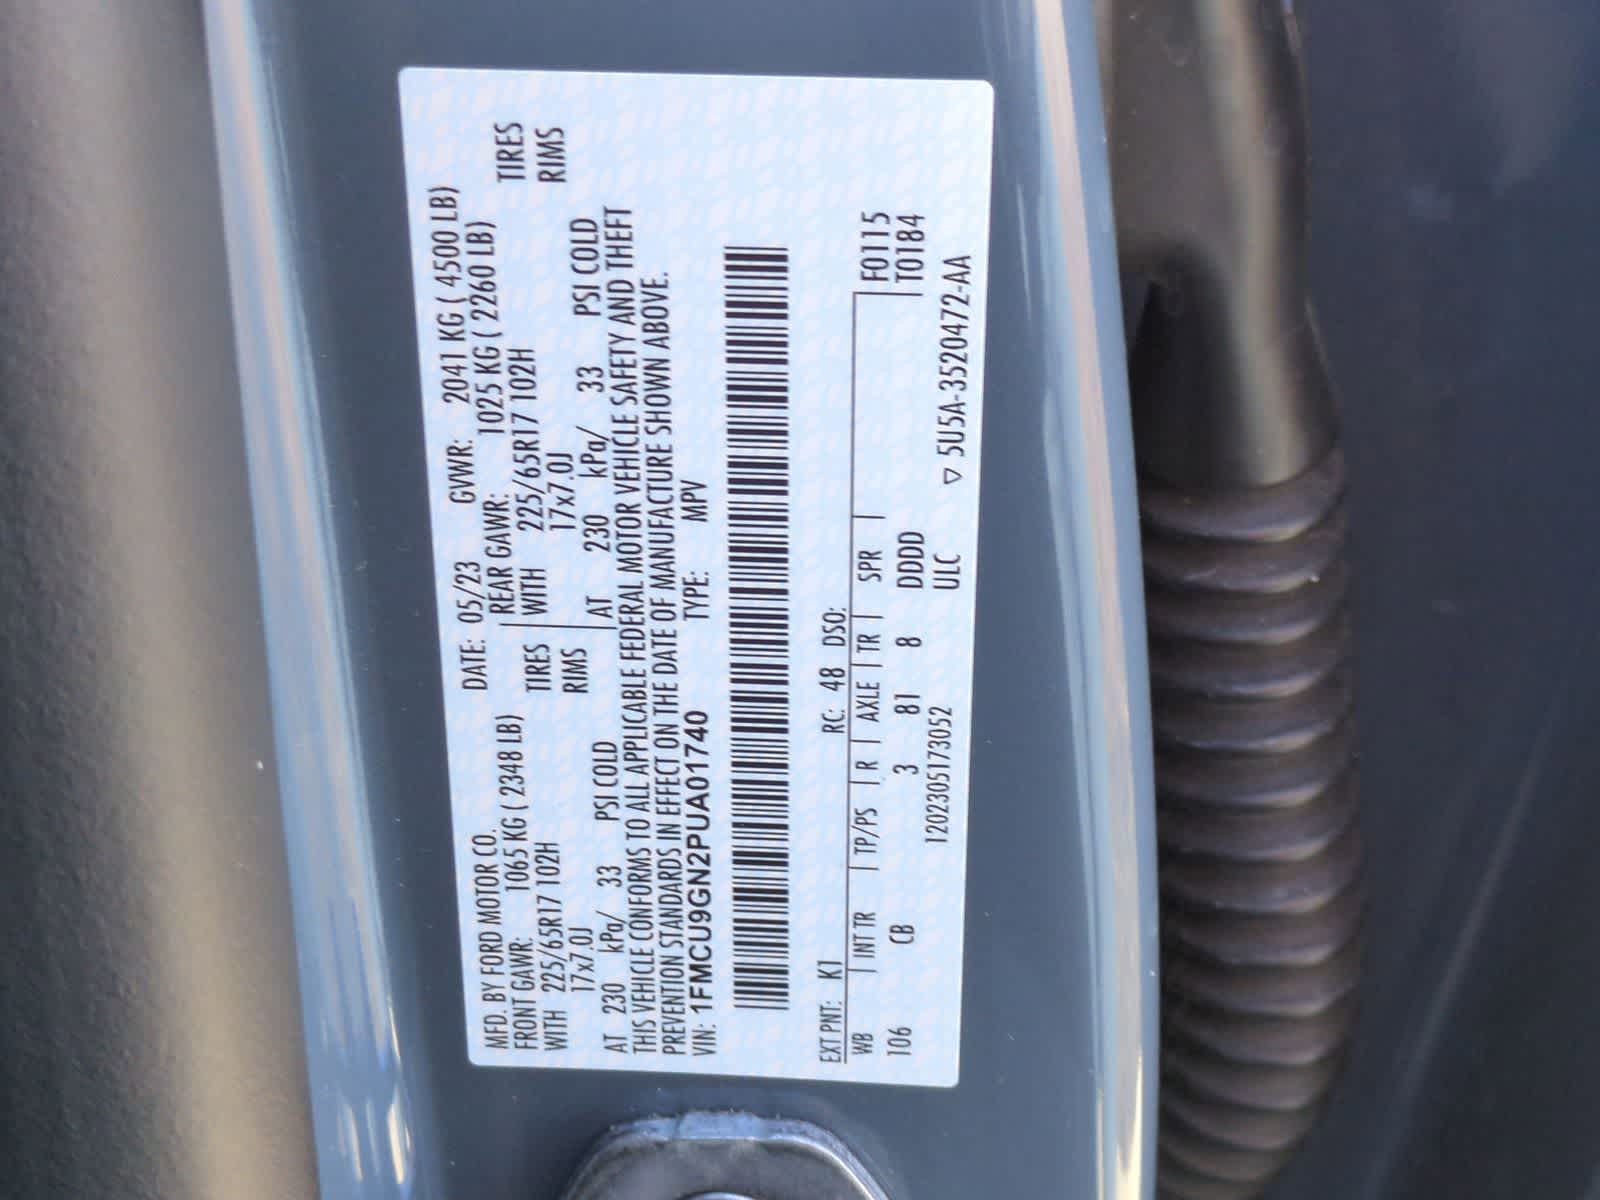 MFD. BY FORD MOTOR CO. DATE: 05/23 GVWR: 2041 KG ( 4500 LB)
FRONT GAWR: 1065 KG ( 2348 LB) REAR GAWR: 1025 KG ( 2260 LB)
WITH 225/65R17 102H TIRES WITH 225/65R17 102H TIRES
17x7.0J RIMS 17x7.0J RIMS
AT 230 kPa/ 33 PSI COLD AT 230 kPa/ 33 PSI COLD
THIS VEHICLE CONFORMS TO ALL APPLICABLE FEDERAL MOTOR VEHICLE SAFETY AND THEFT
PREVENTION STANDARDS IN EFFECT ON THE DATE OF MANUFACTURE SHOWN ABOVE.
VIN: 1FMCU9GN2PUA01740 TYPE: MPV
EXT PNT: K1 RC: 48 DSO:
WB INT TR TP/PS R AXLE TR SPR F0115
106 CB 3 81 8 DDDD T0184
12023051730​52 ULC ▽ 5U5A-3520472-AA